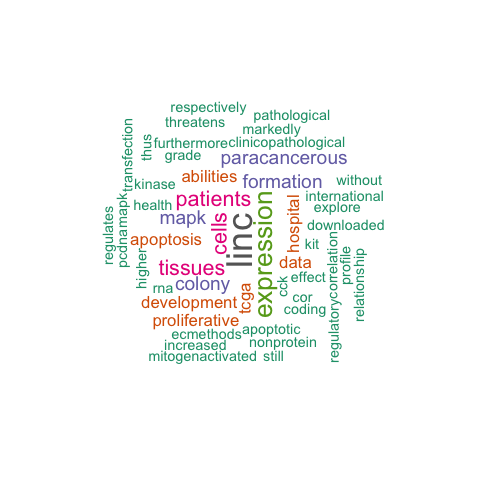 respectively
pathological
threatens
markedly
transfection
thus
furthermore
clinicopathological
grade
paracancerous
abilities
formation
without
kinase
patients
international
health
mapk
explore
cells
linc
expression
hospital
downloaded
regulates
pcdnamapk
apoptosis
kit
higher
tissues
data
correlation
profile
relationship
rna
colony
tcga
cck
effect
development
cor
coding
proliferative
regulatory
ecmethods
apoptotic
increased
nonprotein
mitogenactivated
still